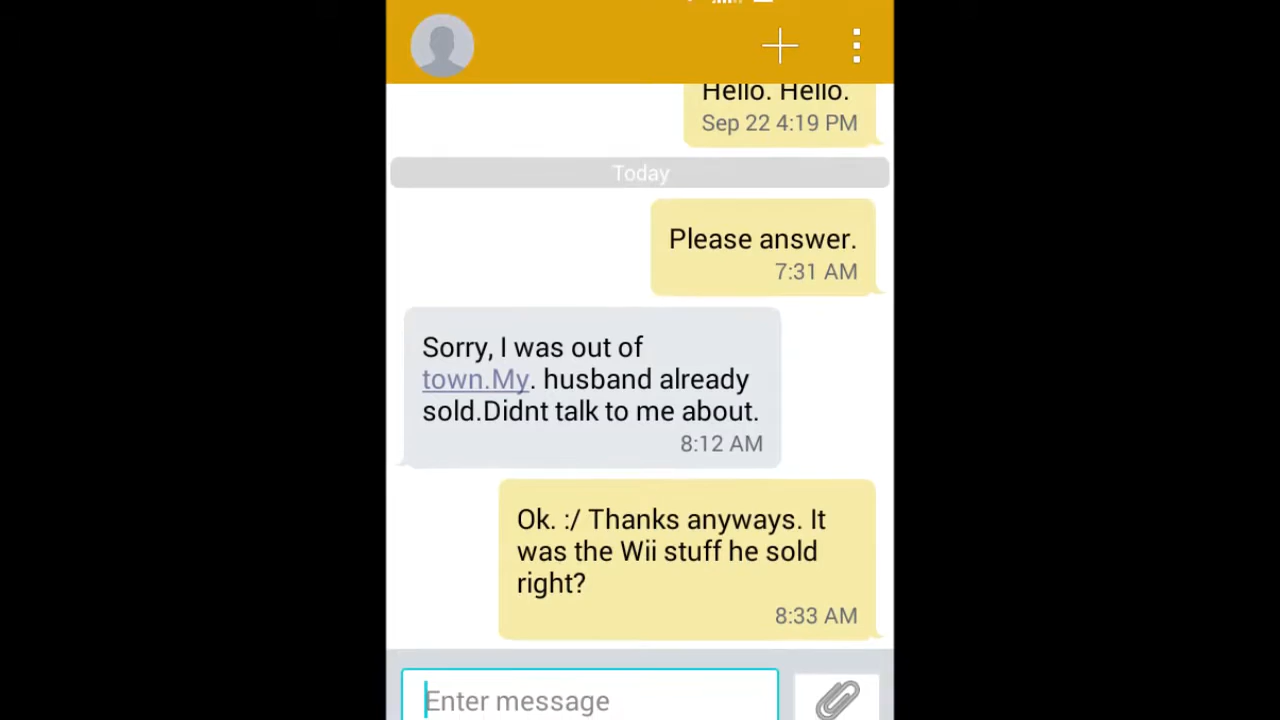 Hello. Hello.
Sep 22 4:19 PM
Today
Please answer.
7:31 AM
Sorry, I was out of
town.My. husband already
sold.Didnt talk to me about.
8:12 AM
Ok. :/ Thanks anyways. It
was the Wii stuff he sold
right?
8:33 AM
Enter message